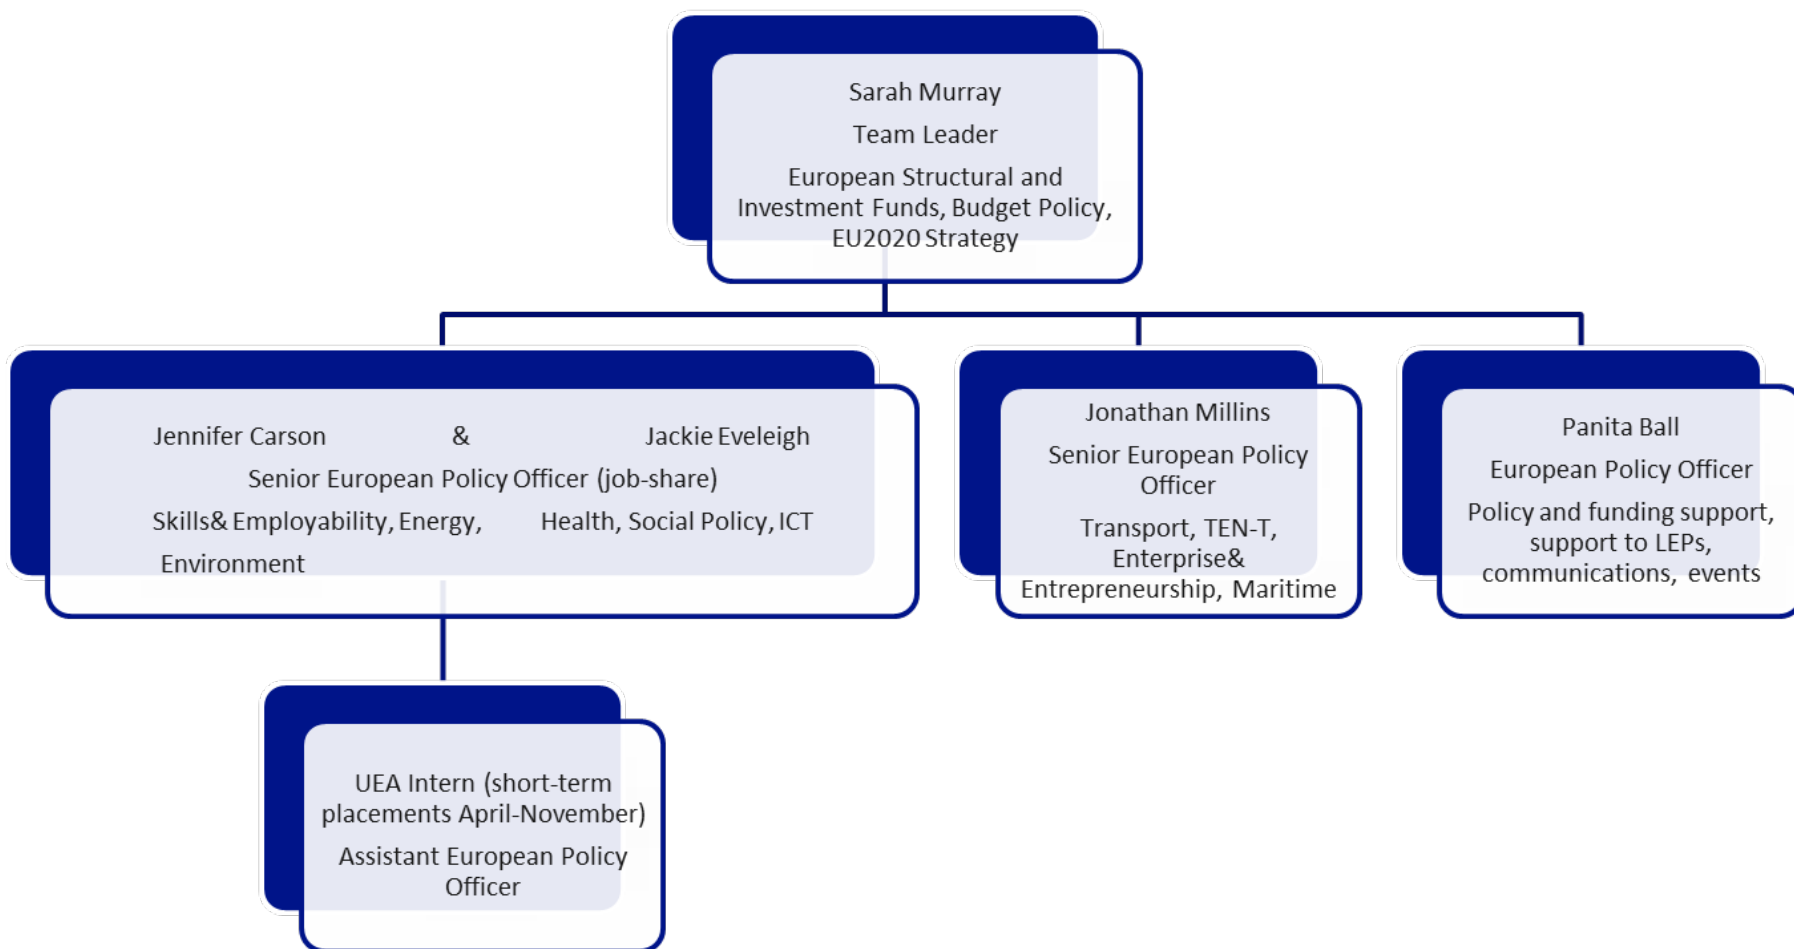 Sarah Murray
Team Leader
European Structural and
Investment Funds, Budget Policy,
EU2020 Strategy
Jennifer Carson & Jackie Eveleigh
Senior European Policy Officer (job-share)
Skills& Employability, Energy, Health, Social Policy, ICT
Environment
Jonathan Millins
Senior European Policy
Officer
Transport, TEN-T,
Enterprise&
Entrepreneurship, Maritime
Panita Ball
European Policy Officer
Policy and funding support,
support to LEPs,
communications, events
UEA Intern (short-term
placements April-November)
Assistant European Policy
Officer